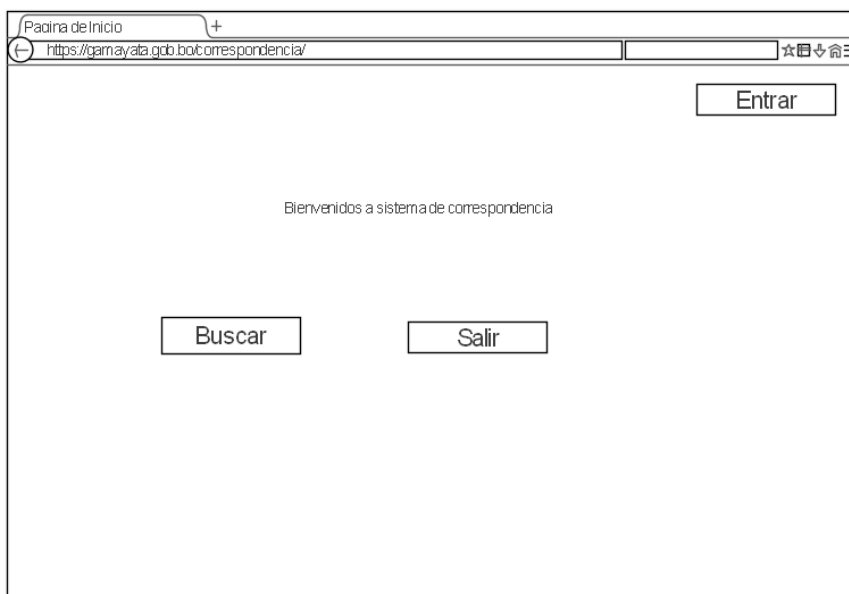 Pagina de Inicio
+
https://gamayata.gob.bo/correspondencia/
Entrar
Bienvenidos a sistema de correspondencia
Buscar
Salir